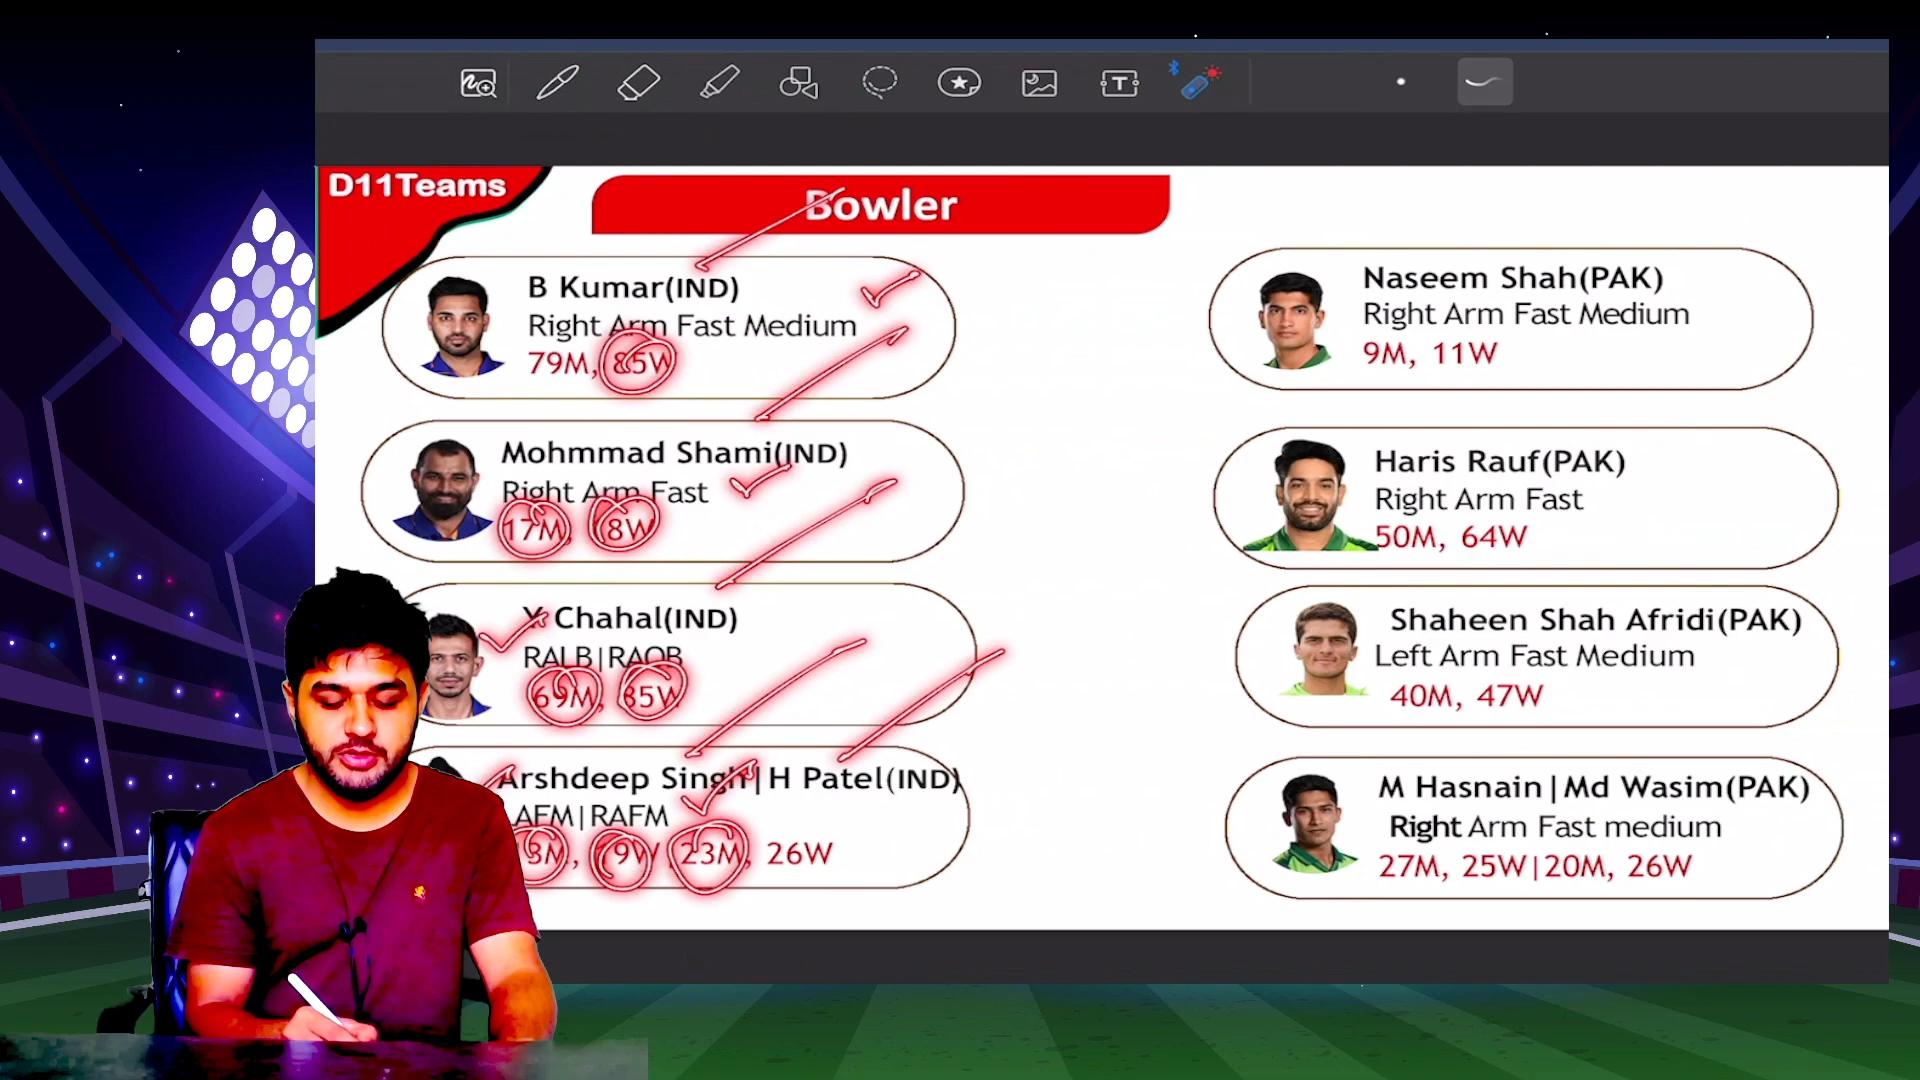 D11Teams
Bowler
B Kumar(IND)
Right Arm Fast Medium
79M, 85W
Mohmmad Shami(IND)
Right Arm Fast
17M, 18W
Y Chahal(IND)
RALB|RAOB
69M, 85W
Arshdeep Singh|H Patel(IND)
AFM|RAFM
3M, 19W 23M, 26W
Naseem Shah(PAK)
Right Arm Fast Medium
9M, 11W
Haris Rauf(PAK)
Right Arm Fast
50M, 64W
Shaheen Shah Afridi(PAK)
Left Arm Fast Medium
40M, 47W
M Hasnain|Md Wasim(PAK)
Right Arm Fast medium
27M, 25W|20M, 26W